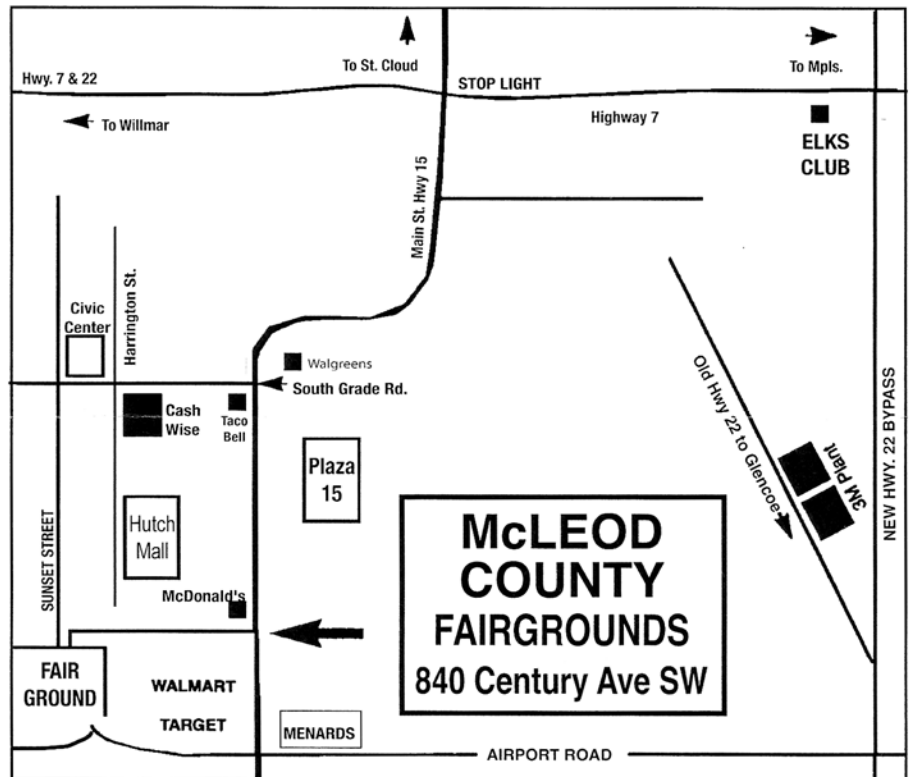 To St. Cloud
To Mpls.
Hwy. 7 & 22
STOP LIGHT
To Willmar
Highway 7
ELKS
CLUB
Main St. Hwy 15
Harrington St.
Civic
Center
Walgreens
South Grade Rd.
Cash
Wise
Taco
Bell
Plaza
15
Old Hwy 22 to Glencoe
3M Plant
NEW HWY. 22 BYPASS
SUNSET STREET
Hutch
Mall
McDonald's
McLEOD
COUNTY
FAIRGROUNDS
840 Century Ave SW
FAIR
GROUND
WALMART
TARGET
MENARDS
AIRPORT ROAD